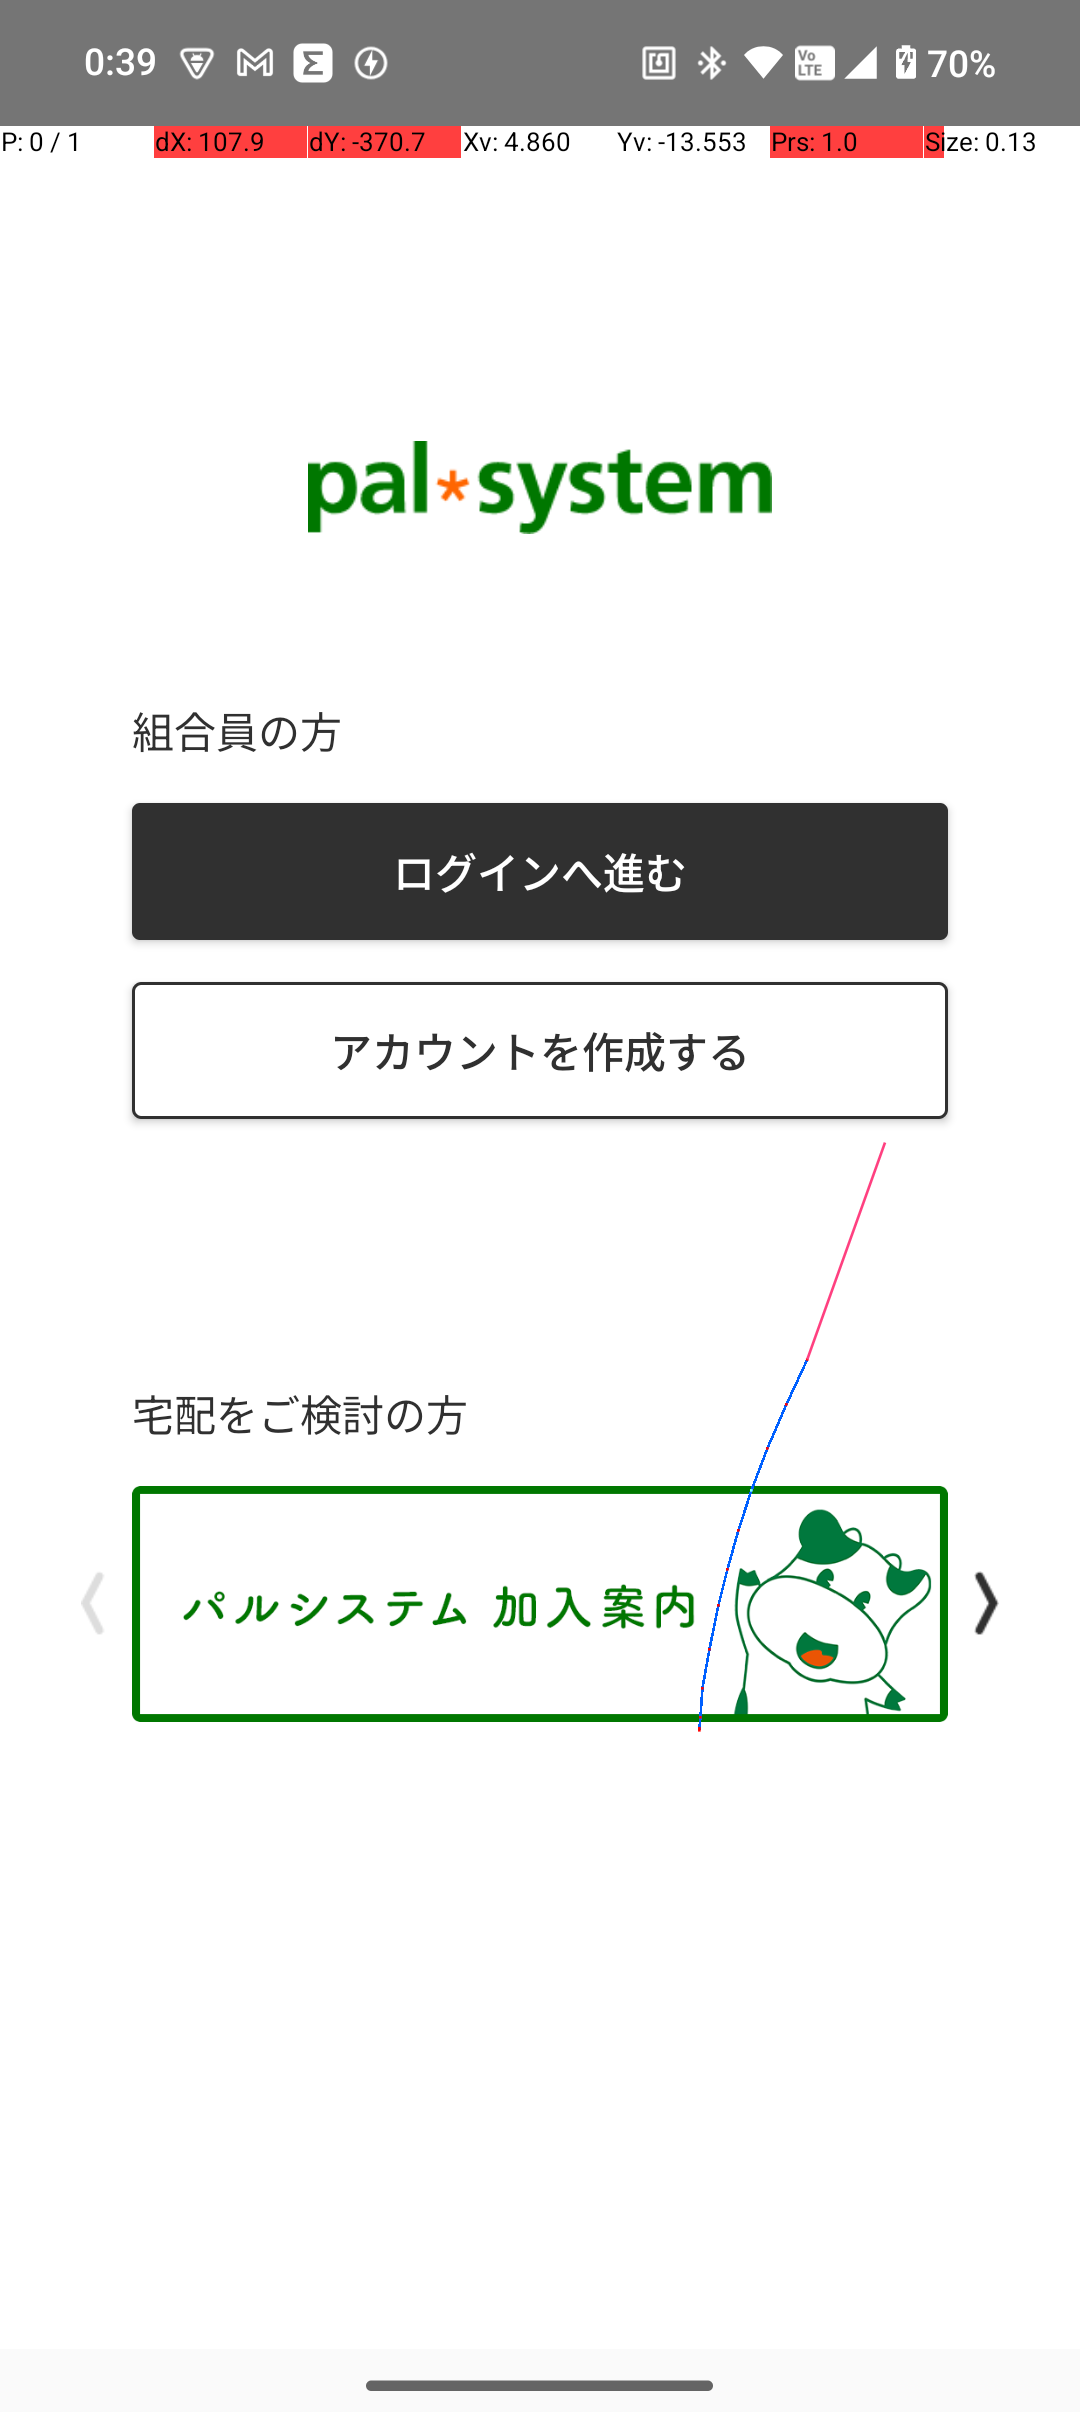 0:39
70%
P: 0 / 1 dX: 107.9 dY: -370.7 Xv: 4.860 Yv: -13.553 Prs: 1.0 Size: 0.13
pal*system
組合員の方
ログインへ進む
アカウントを作成する
宅配をご検討の方
パルシステム 加入案内